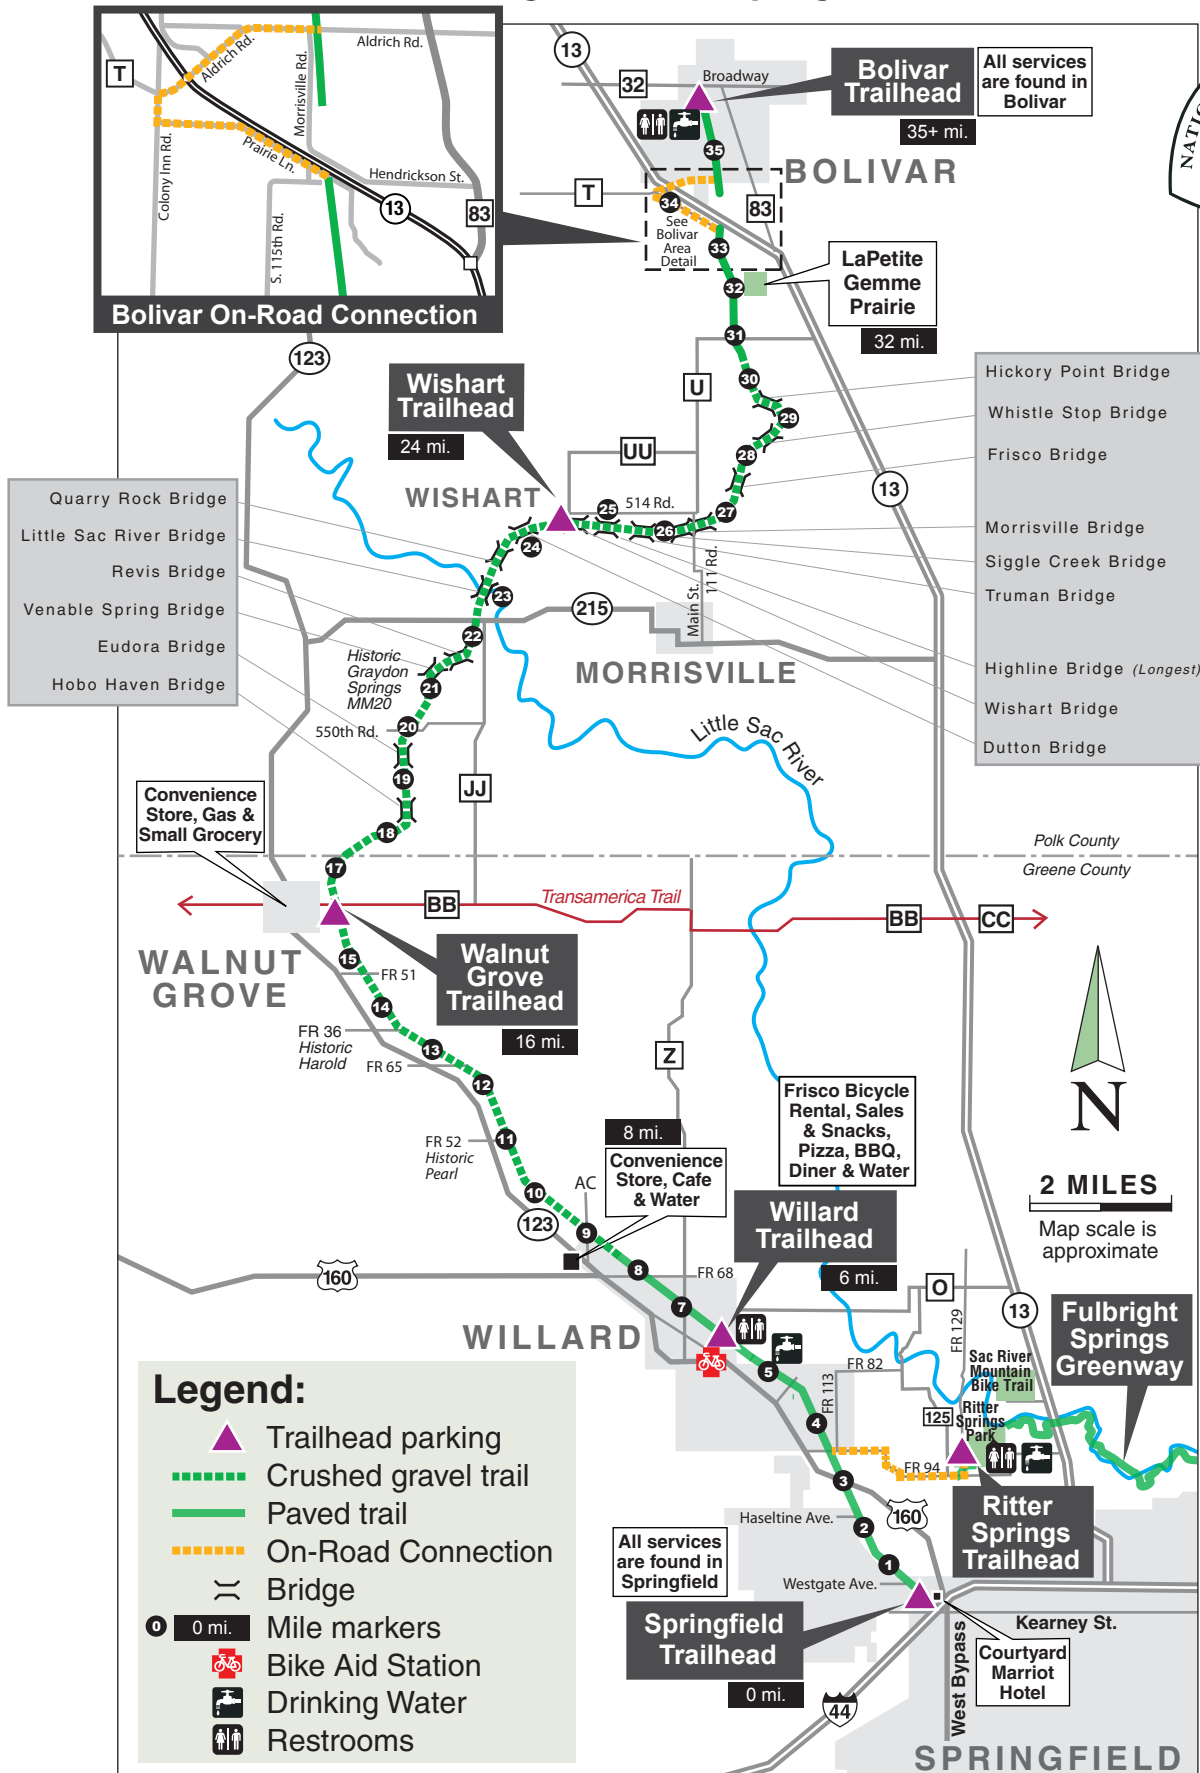 Aldrich Rd.
Aldrich Rd.
T
Morrisville Rd.
Colony Inn Rd.
Prairie Ln.
Hendrickson St.
13
83
S. 115th Rd.
Bolivar On-Road Connection
13
32
Broadway
Bolivar
Trailhead
35+ mi.
All services
are found in
Bolivar
NATIO
35
BOLIVAR
T
34
83
See
Bolivar
Area
Detail
33
32
LaPetite
Gemme
Prairie
32 mi.
31
123
Wishart
Trailhead
24 mi.
U
30
29
UU
28
WISHART
25
514 Rd.
27
26
24
13
Hickory Point Bridge
Whistle Stop Bridge
Frisco Bridge
Morrisville Bridge
Siggle Creek Bridge
Truman Bridge
Highline Bridge (Longest)
Wishart Bridge
Dutton Bridge
Quarry Rock Bridge
Little Sac River Bridge
Revis Bridge
Venable Spring Bridge
Eudora Bridge
Hobo Haven Bridge
23
215
Main St.
111 Rd.
22
MORRISVILLE
Historic
Graydon
Springs
MM20
21
20
550th Rd.
Little Sac River
19
JJ
Convenience
Store, Gas &
Small Grocery
18
17
Polk County
Greene County
BB
Transamerica Trail
BB
CC
WALNUT
GROVE
Walnut
Grove
Trailhead
16 mi.
15
FR 51
14
FR 36
Historic
Harold
13
FR 65
12
Z
N
11
FR 52
Historic
Pearl
8 mi.
Convenience
Store, Cafe
& Water
Frisco Bicycle
Rental, Sales
& Snacks,
Pizza, BBQ,
Diner & Water
2 MILES
Map scale is
approximate
10
AC
123
9
Willard
Trailhead
6 mi.
160
8
FR 68
7
O
FR 129
13
WILLARD
Fulbright
Springs
Greenway
5
FR 82
FR 113
Sac River
Mountain
Bike Trail
125
Ritter
Springs
Park
4
FR 94
3
160
Ritter
Springs
Trailhead
Haseltine Ave.
2
All services
are found in
Springfield
1
Westgate Ave.
Springfield
Trailhead
0 mi.
Kearney St.
West Bypass
Courtyard
Marriot
Hotel
44
SPRINGFIELD
Legend:
Trailhead parking
Crushed gravel trail
Paved trail
On-Road Connection
Bridge
0
0 mi.
Mile markers
Bike Aid Station
Drinking Water
Restrooms